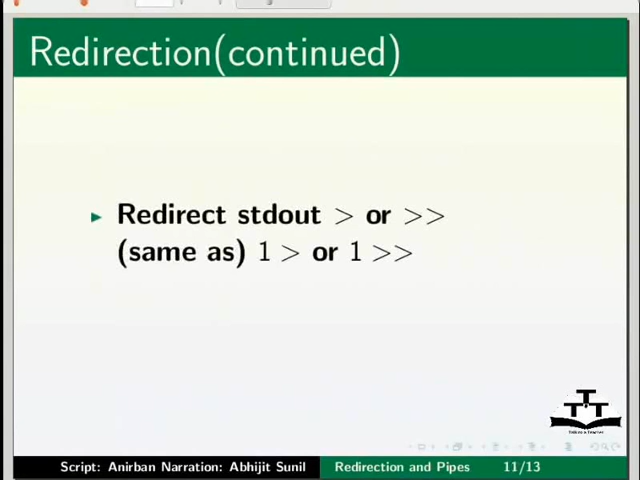 Redirection(continued)
Redirect stdout > or >>
(same as) 1 > or 1 >>
TTT
Script: Anirban Narration: Abhijit Sunil Redirection and Pipes 11/13